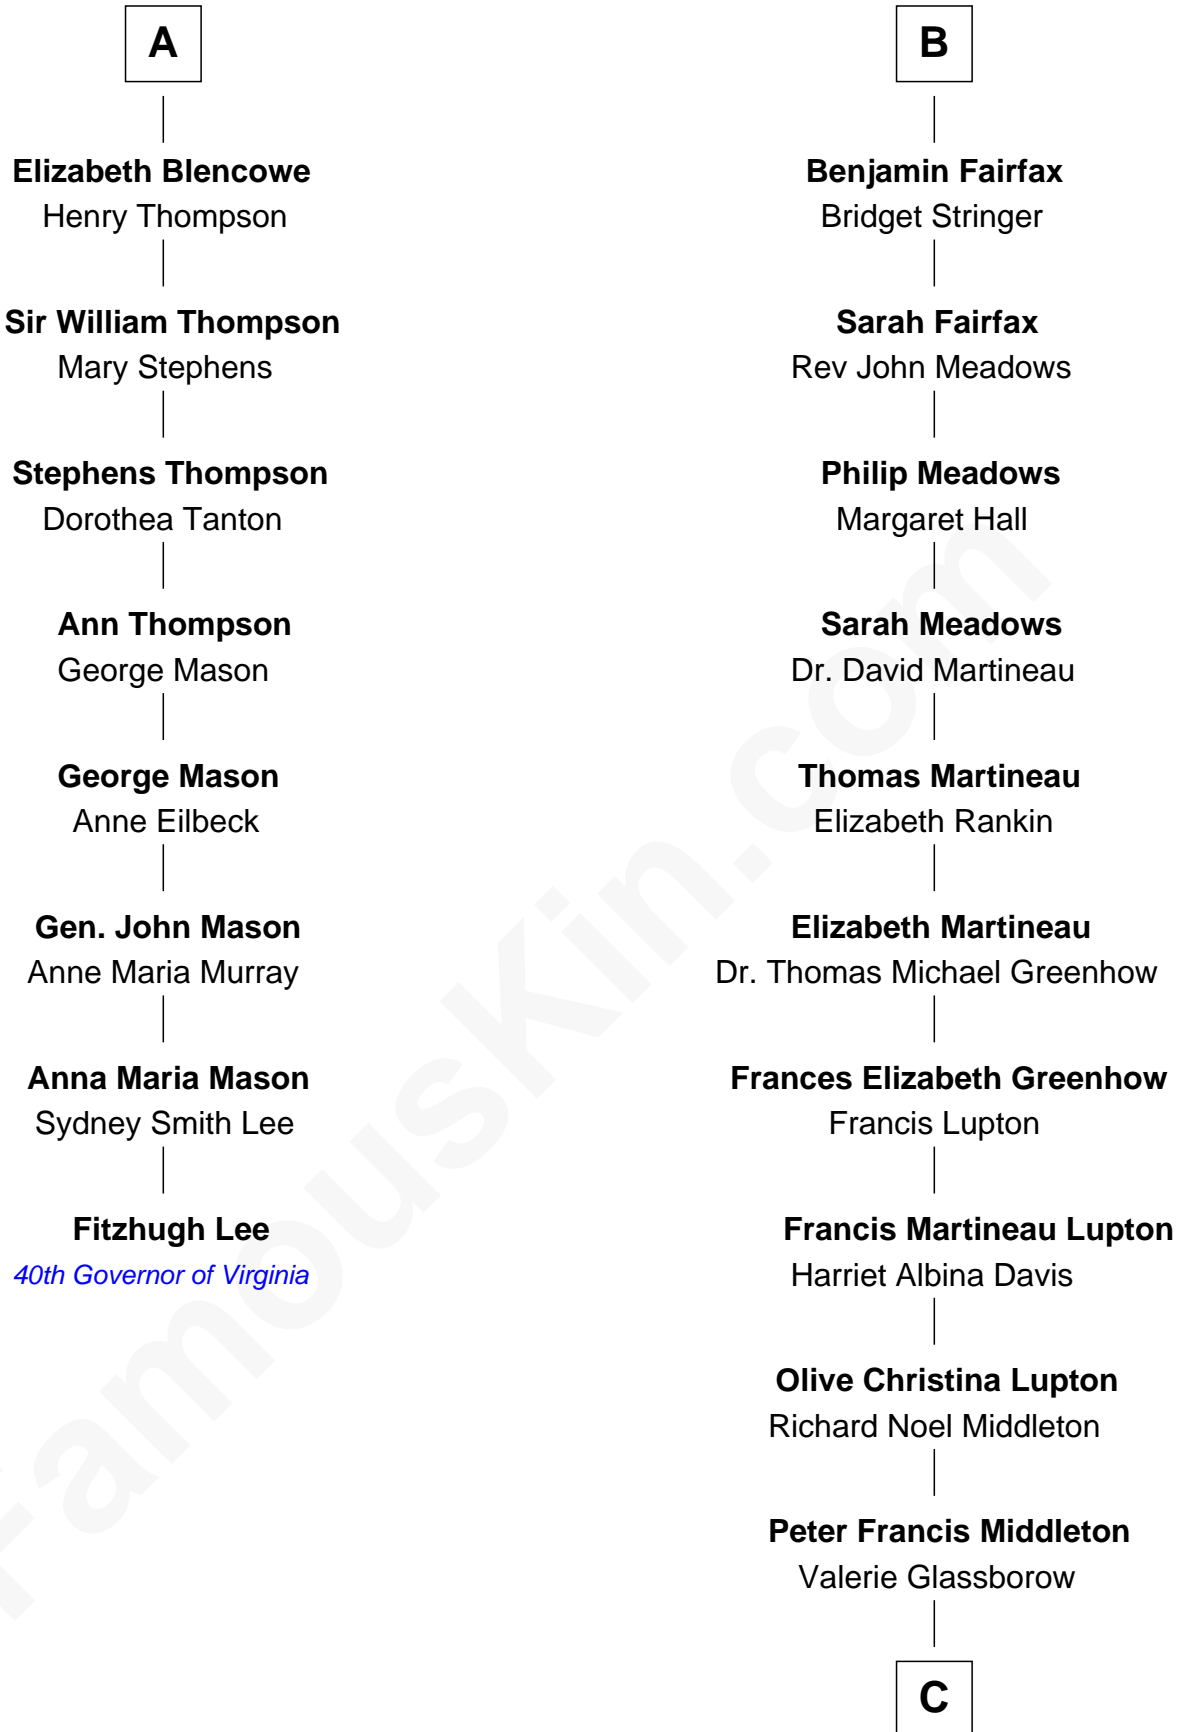 A
Elizabeth Blencowe
Henry Thompson
Sir William Thompson
Mary Stephens
Stephens Thompson
Dorothea Tanton
Ann Thompson
George Mason
George Mason
Anne Eilbeck
Gen. John Mason
Anne Maria Murray
Anna Maria Mason
Sydney Smith Lee
Fitzhugh Lee
40th Governor of Virginia
B
Benjamin Fairfax
Bridget Stringer
Sarah Fairfax
Rev John Meadows
Philip Meadows
Margaret Hall
Sarah Meadows
Dr. David Martineau
Thomas Martineau
Elizabeth Rankin
Elizabeth Martineau
Dr. Thomas Michael Greenhow
Frances Elizabeth Greenhow
Francis Lupton
Francis Martineau Lupton
Harriet Albina Davis
Olive Christina Lupton
Richard Noel Middleton
Peter Francis Middleton
Valerie Glassborow
C
FamousKin.com